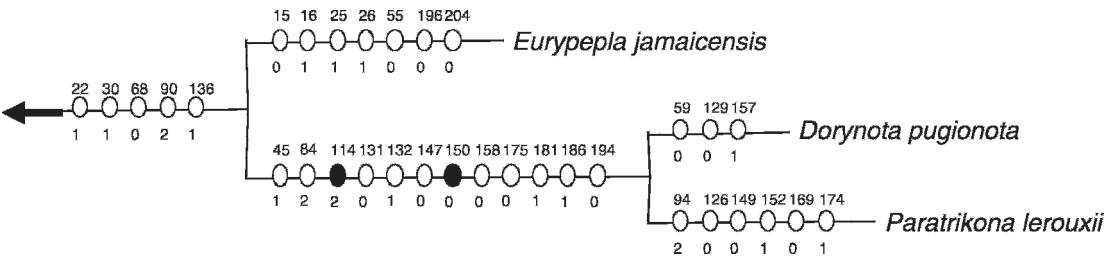 15 16 25 26 55 196 204
Eurypepla jamaicensis
0 1 1 1 0 0 0
22 30 68 90 136
1 1 0 2 1
59 129 157
Dorynota pugionota
0 0 1
45 84 114 131 132 147 150 158 175 181 186 194
1 2 2 0 1 0 0 0 0 1 1 0
94 126 149 152 169 174
Paratrikona lerouxii
2 0 0 1 0 1